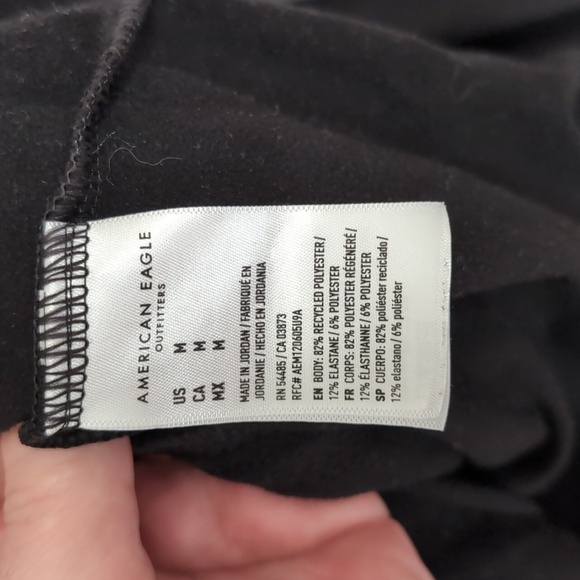 AMERICAN EAGLE
OUTFITTERS
US M
CA M
MX M
MADE IN JORDAN / FABRIQUÉ EN
JORDANIE / HECHO EN JORDANIA
RN 54485 / CA 03873
RFC# AEM120605U9A
EN BODY: 82% RECYCLED POLYESTER/
12% ELASTANE / 6% POLYESTER
FR CORPS: 82% POLYESTER RÉGÉNÉRÉ/
12% ÉLASTHANNE / 6% POLYESTER
SP CUERPO: 82% poliéster reciclado/
12% elastano / 6% poliéster